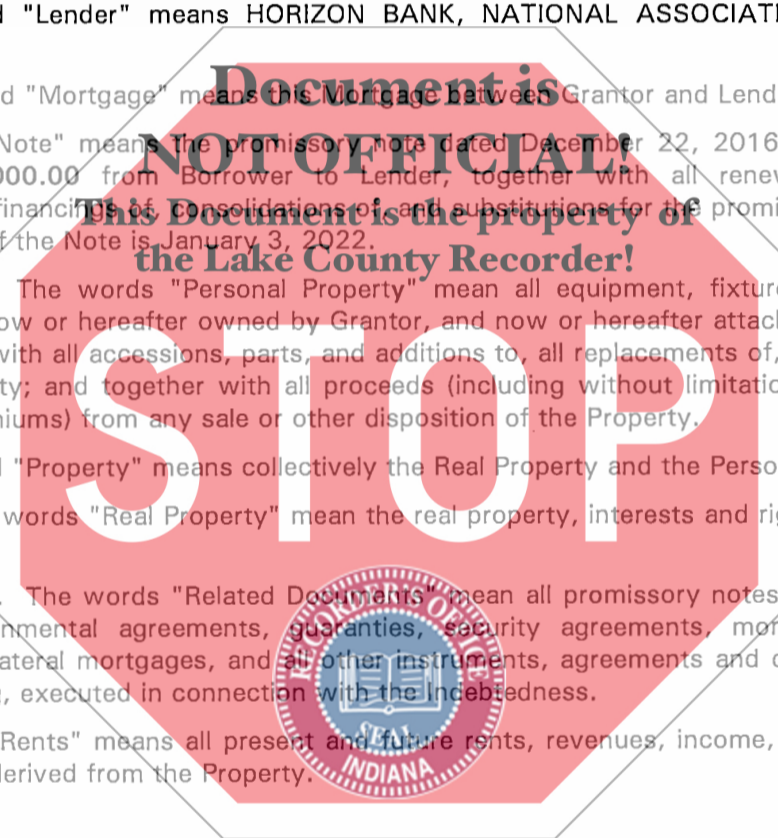 d "Lender" means HORIZON BANK, NATIONAL ASSOCIATI
Document is
d "Mortgage" means this Mortgage between Grantor and Lend
NOT OFFICIAL!
Note" means the promissory note dated December 22, 2016
000.00 from Borrower to Lender, together with all renew
This Document is the property of
financings of, consolidations of, and substitutions for the promi
f the Note is January 3, 2022.
the Lake County Recorder!
The words "Personal Property" mean all equipment, fixture
ow or hereafter owned by Grantor, and now or hereafter attach
with all accessions, parts, and additions to, all replacements of,
ty; and together with all proceeds (including without limitatio
niums) from any sale or other disposition of the Property.
STOP
"Property" means collectively the Real Property and the Perso
words "Real Property" mean the real property, interests and rig
. The words "Related Documents" mean all promissory notes
nmental agreements, guaranties, security agreements, mor
ateral mortgages, and all other instruments, agreements and d
, executed in connection with the Indebtedness.
RECORDER'S OFFICE
SEAL
INDIANA
Rents" means all present and future rents, revenues, income,
derived from the Property.